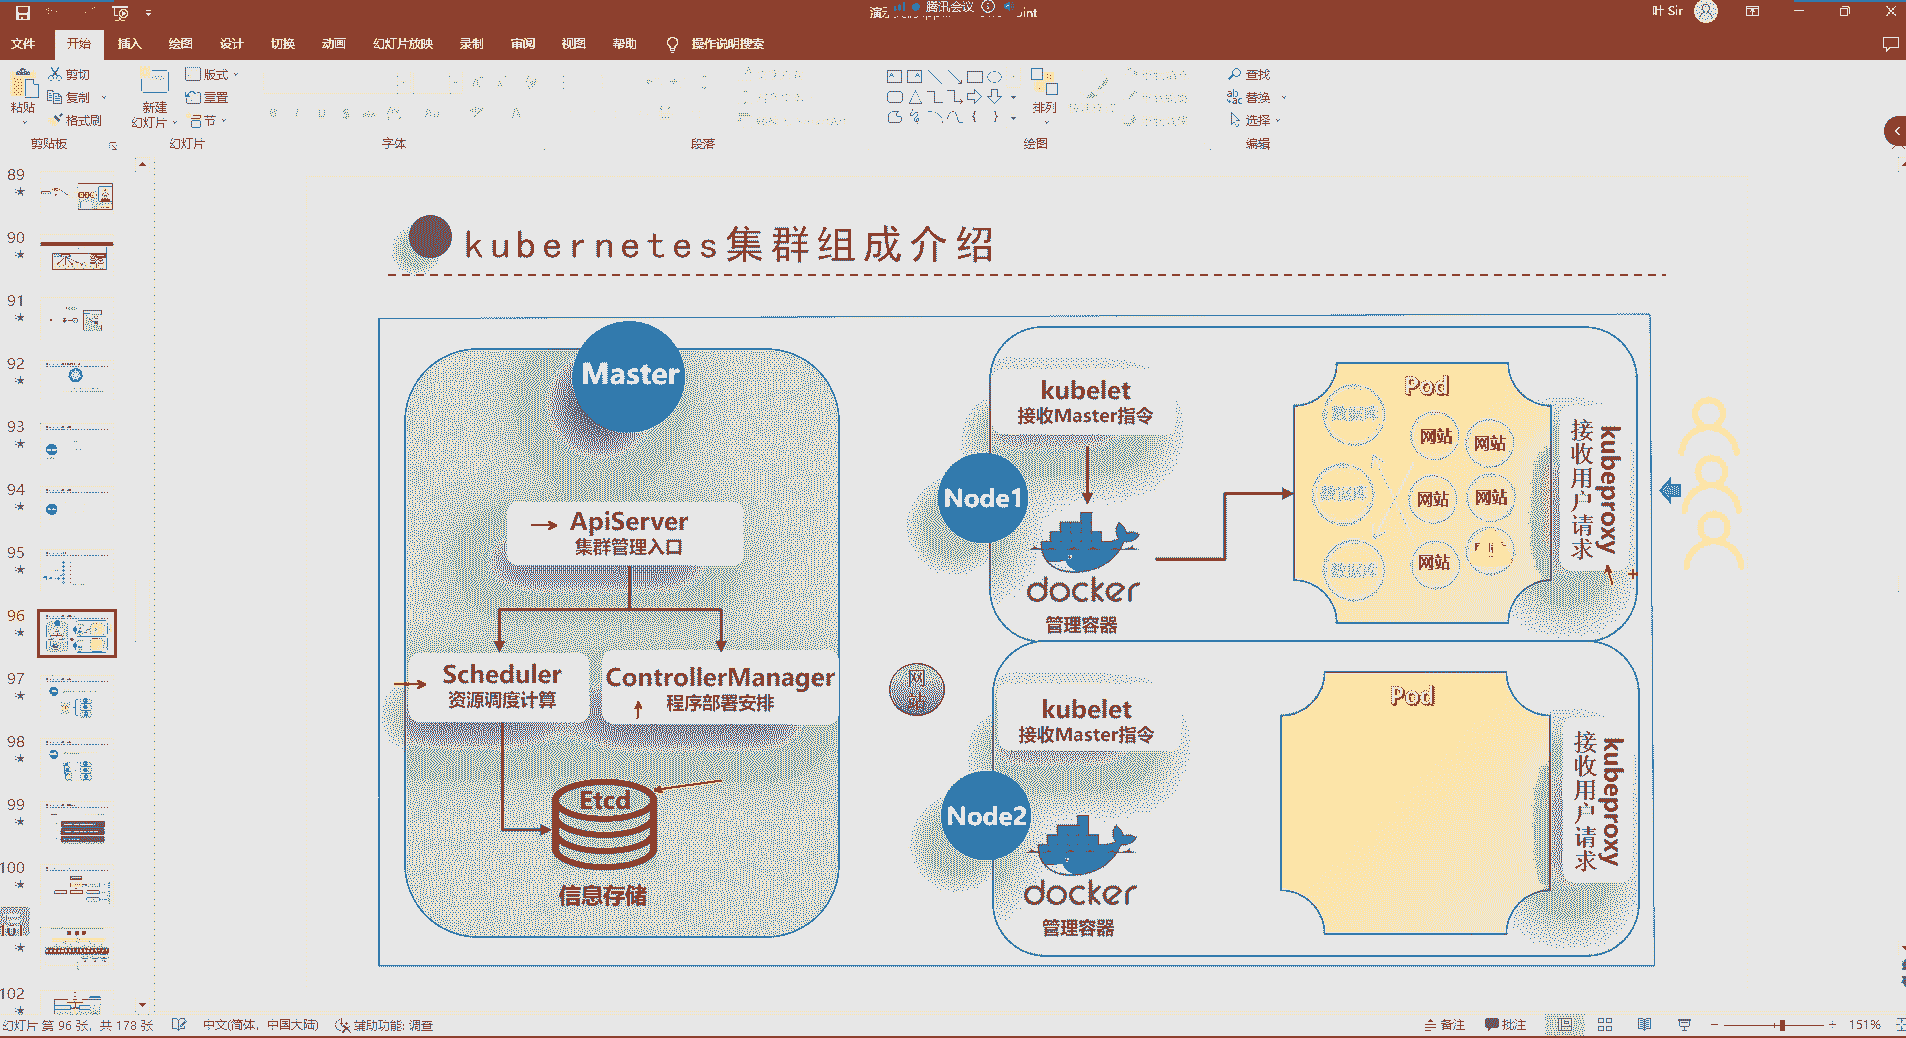 腾讯会议
叶 Sir
文件 开始 插入 绘图 设计 切换 动画 幻灯片放映 录制 审阅 视图 帮助 操作说明搜索
粘贴
剪切
复制
格式刷
新建
幻灯片
版式
重置
节
排列
查找
替换
选择
剪贴板 幻灯片 字体 段落 绘图 编辑
89
90
91
92
93
94
95
96
97
98
99
100
102
kubernetes集群组成介绍
Master
ApiServer
集群管理入口
Scheduler
资源调度计算
ControllerManager
程序部署安排
Etcd
信息存储
网站
Node1
kubelet
接收Master指令
docker
管理容器
Pod
数据库
数据库
数据库
网站
网站
网站
网站
网站
kubeproxy
接收用户请求
Node2
kubelet
接收Master指令
docker
管理容器
Pod
kubeproxy
接收用户请求
幻灯片 第 96 张，共 178 张 中文(简体，中国大陆) 辅助功能: 调查 备注 批注 151%